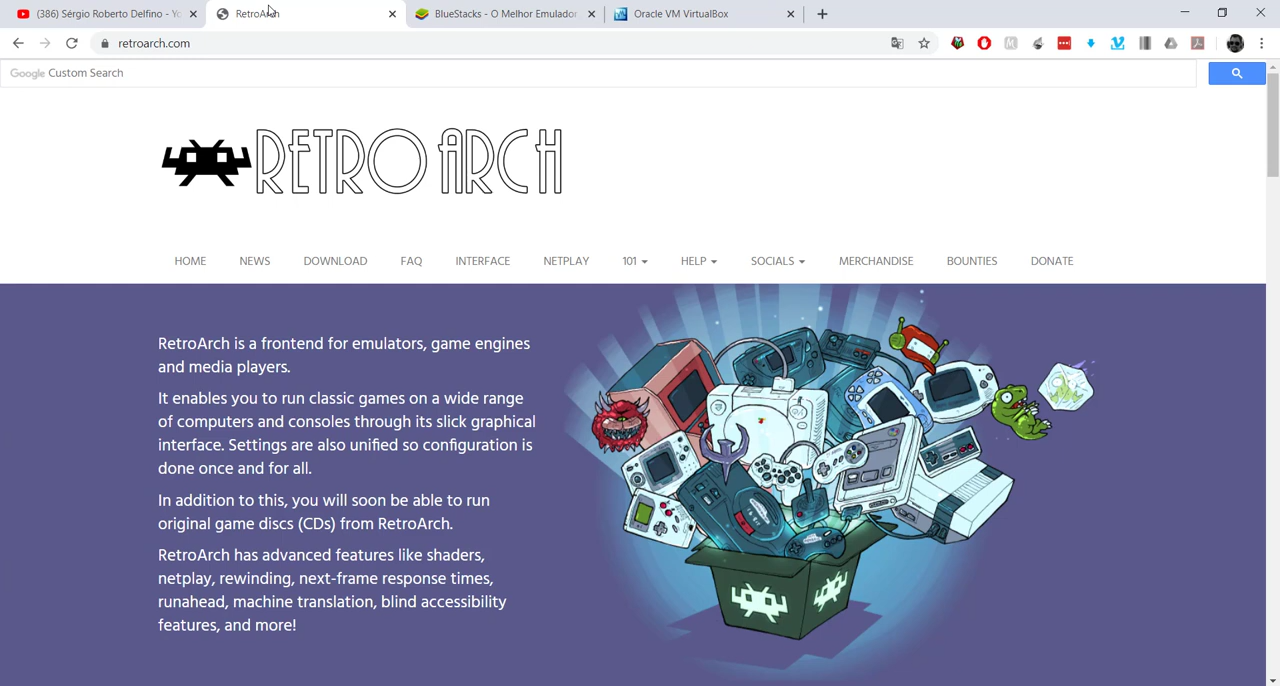 (386) Sérgio Roberto Delfino - Yo
RetroArch
BlueStacks - O Melhor Emulador
Oracle VM VirtualBox
retroarch.com
Google Custom Search
RETROARCH
HOME
NEWS
DOWNLOAD
FAQ
INTERFACE
NETPLAY
101
HELP
SOCIALS
MERCHANDISE
BOUNTIES
DONATE
RetroArch is a frontend for emulators, game engines
and media players.
It enables you to run classic games on a wide range
of computers and consoles through its slick graphical
interface. Settings are also unified so configuration is
done once and for all.
In addition to this, you will soon be able to run
original game discs (CDs) from RetroArch.
RetroArch has advanced features like shaders,
netplay, rewinding, next-frame response times,
runahead, machine translation, blind accessibility
features, and more!